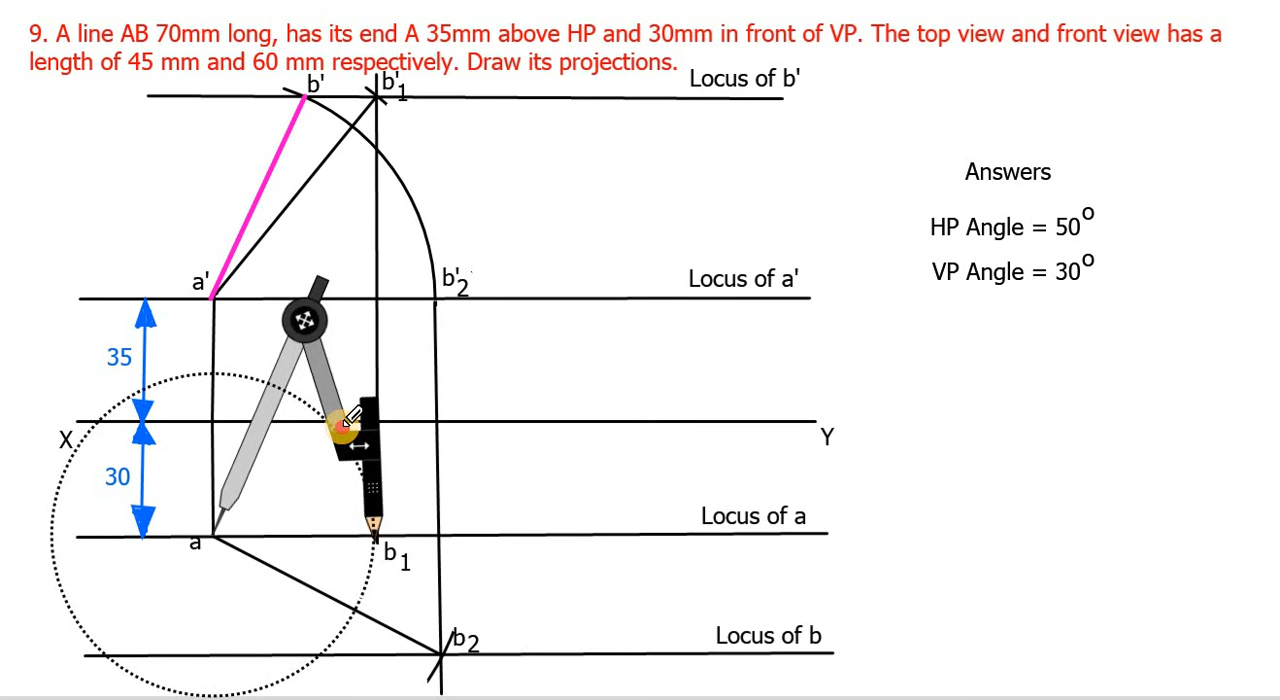 9. A line AB 70mm long, has its end A 35mm above HP and 30mm in front of VP. The top view and front view has a
length of 45 mm and 60 mm respectively. Draw its projections.
Locus of b'
b'
b'1
Answers
HP Angle = 50°
VP Angle = 30°
a'
b'2
Locus of a'
35
X
Y
30
Locus of a
a
b1
Locus of b
b2